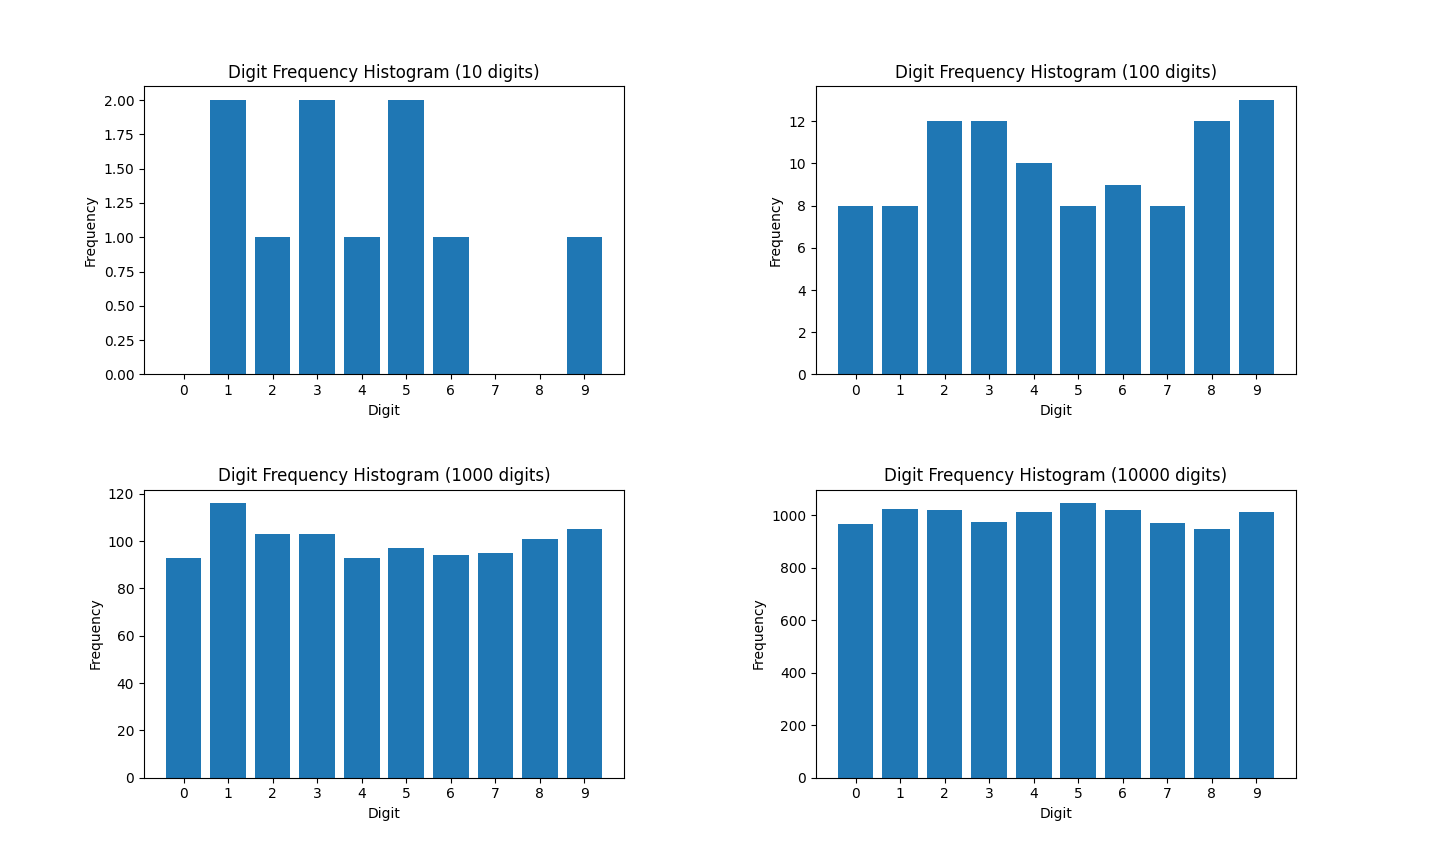 Digit Frequency Histogram (10 digits)
2.00
1.75
1.50
1.25
1.00
0.75
0.50
0.25
0.00
Frequency
0 1 2 3 4 5 6 7 8 9
Digit
Digit Frequency Histogram (100 digits)
12
10
8
6
4
2
0
Frequency
0 1 2 3 4 5 6 7 8 9
Digit
Digit Frequency Histogram (1000 digits)
120
100
80
60
40
20
0
Frequency
0 1 2 3 4 5 6 7 8 9
Digit
Digit Frequency Histogram (10000 digits)
1000
800
600
400
200
0
Frequency
0 1 2 3 4 5 6 7 8 9
Digit